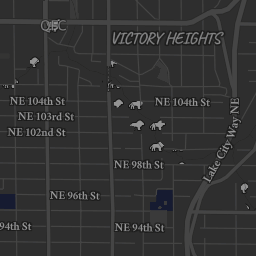 QFC
VICTORY HEIGHTS
NE 104th St
NE 104th St
NE 103rd St
NE 102nd St
NE 98th St
Lake City Way NE
NE 96th St
94th St
NE 94th St